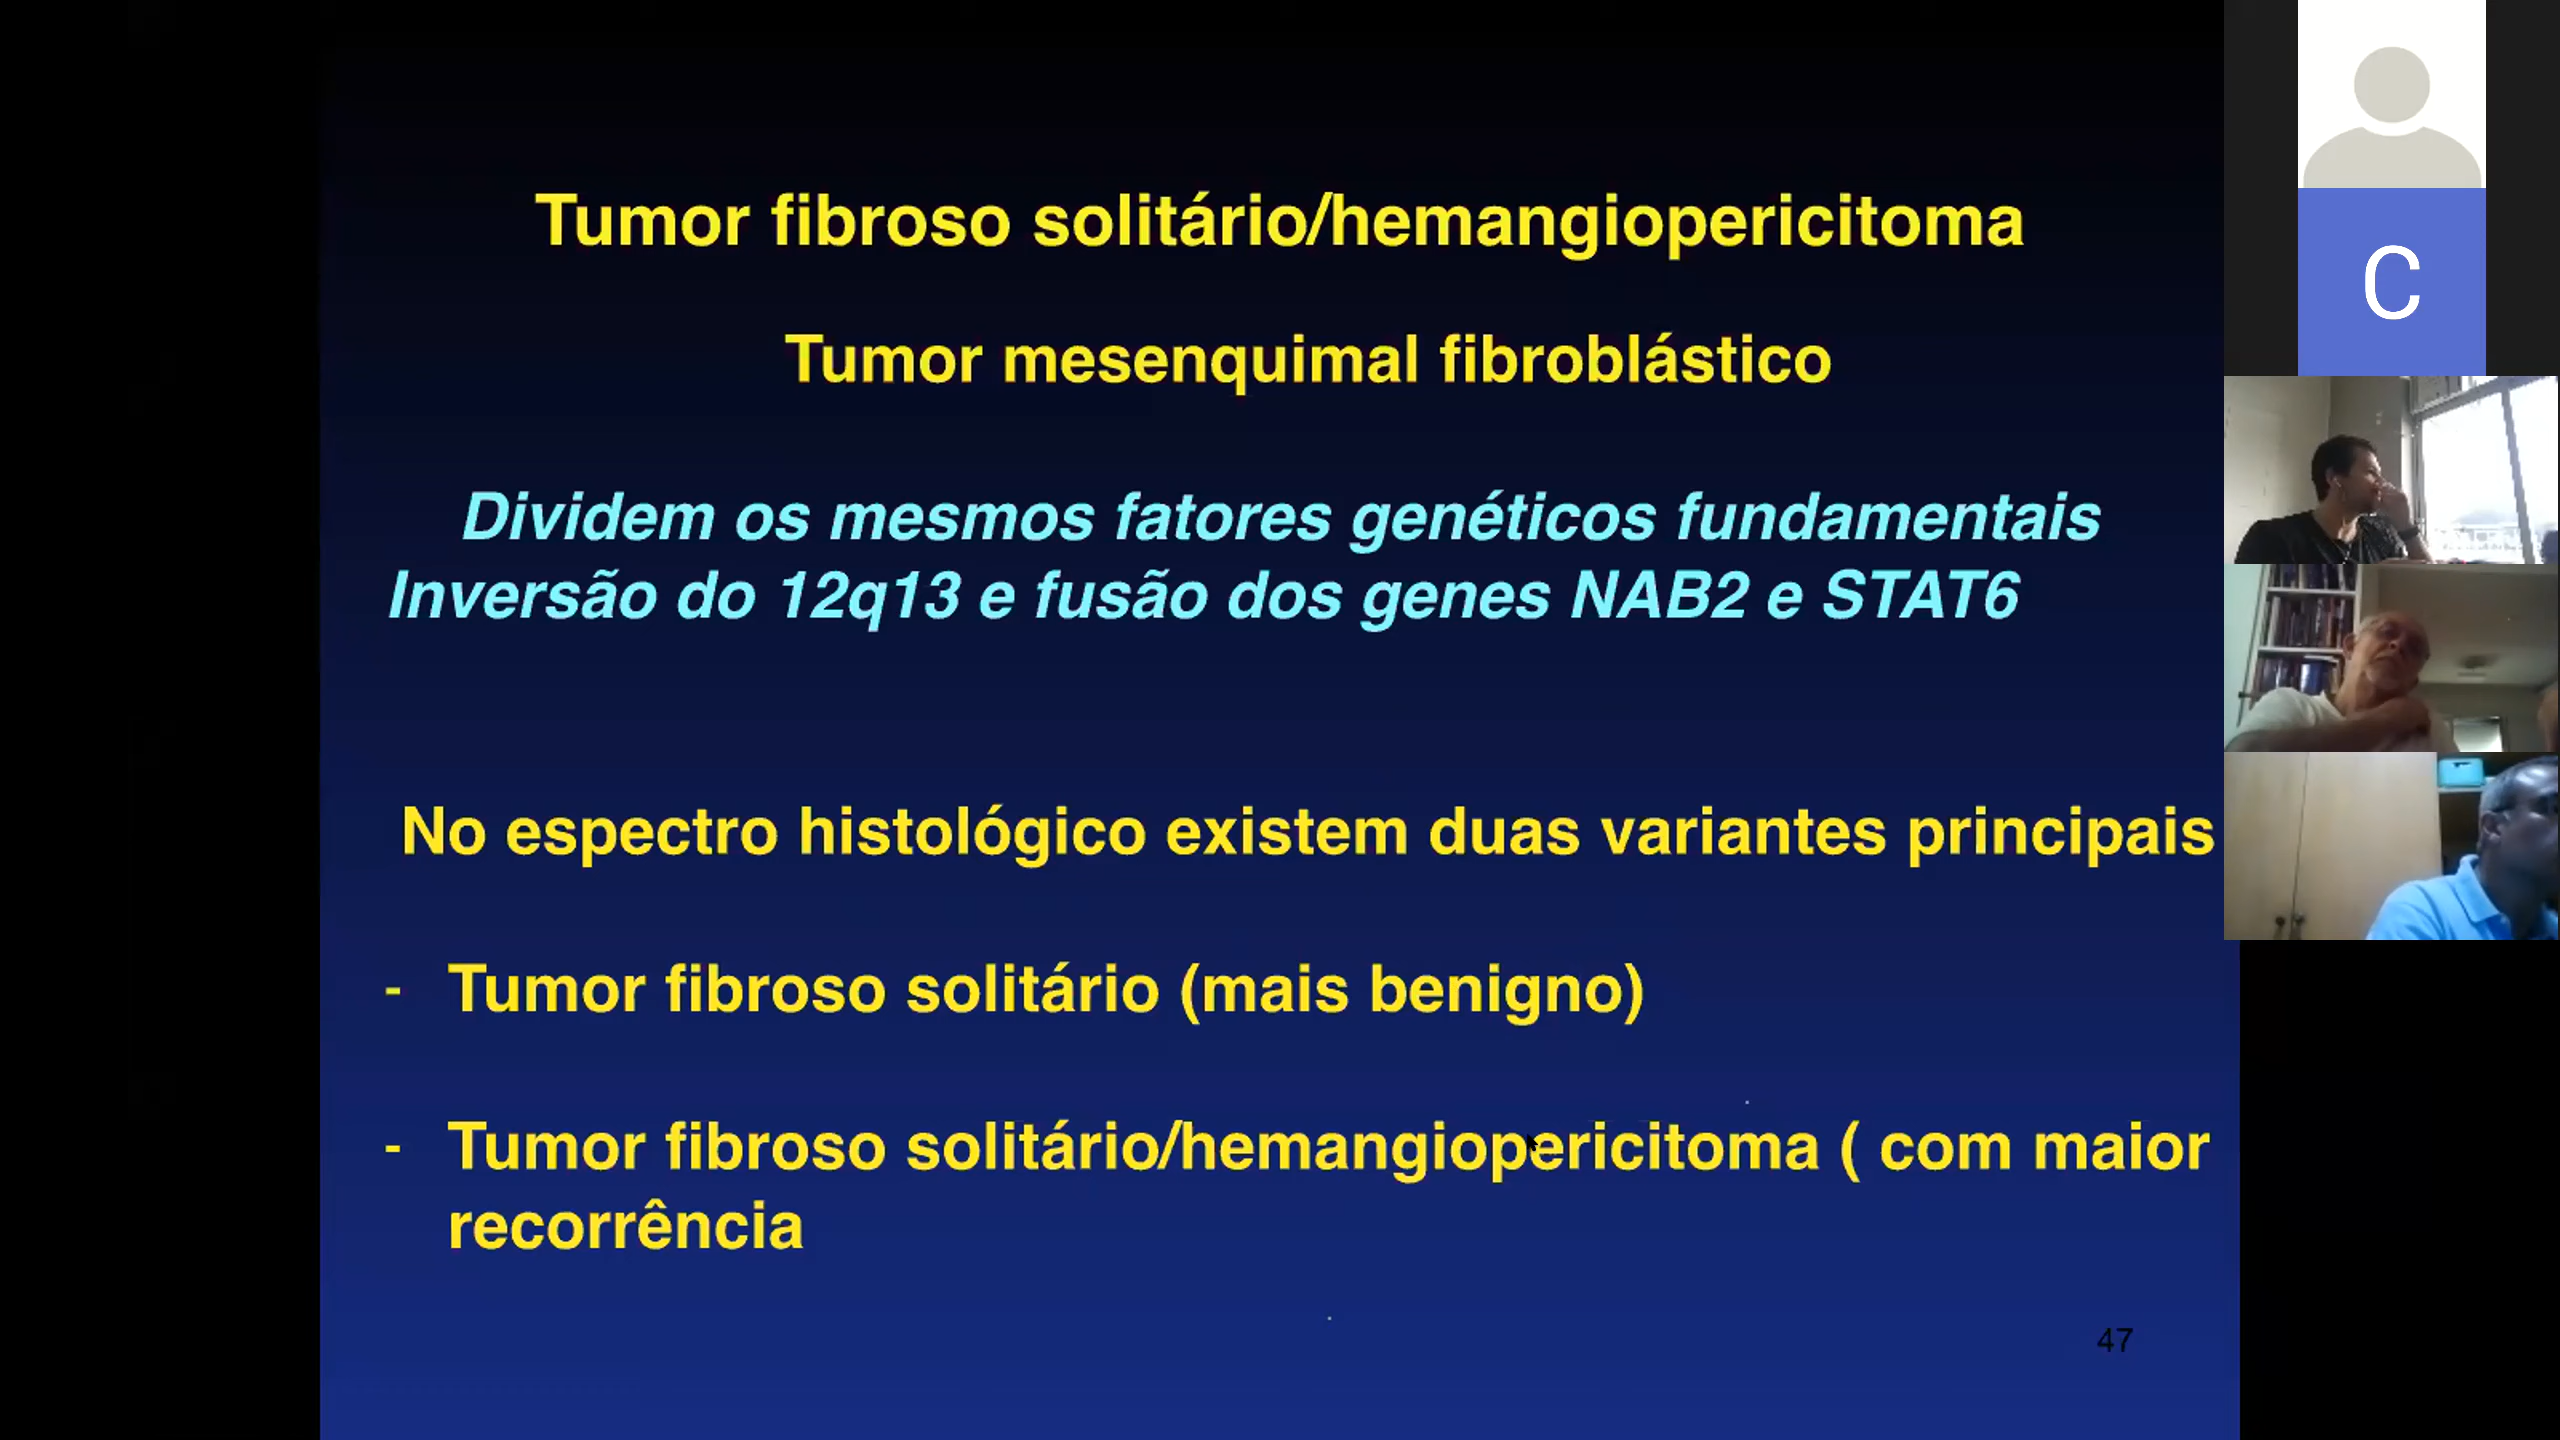 Tumor fibroso solitário/hemangiopericitoma
Tumor mesenquimal fibroblástico
Dividem os mesmos fatores genéticos fundamentais
Inversão do 12q13 e fusão dos genes NAB2 e STAT6
No espectro histológico existem duas variantes principais
- Tumor fibroso solitário (mais benigno)
- Tumor fibroso solitário/hemangiopericitoma ( com maior
recorrência
47
C